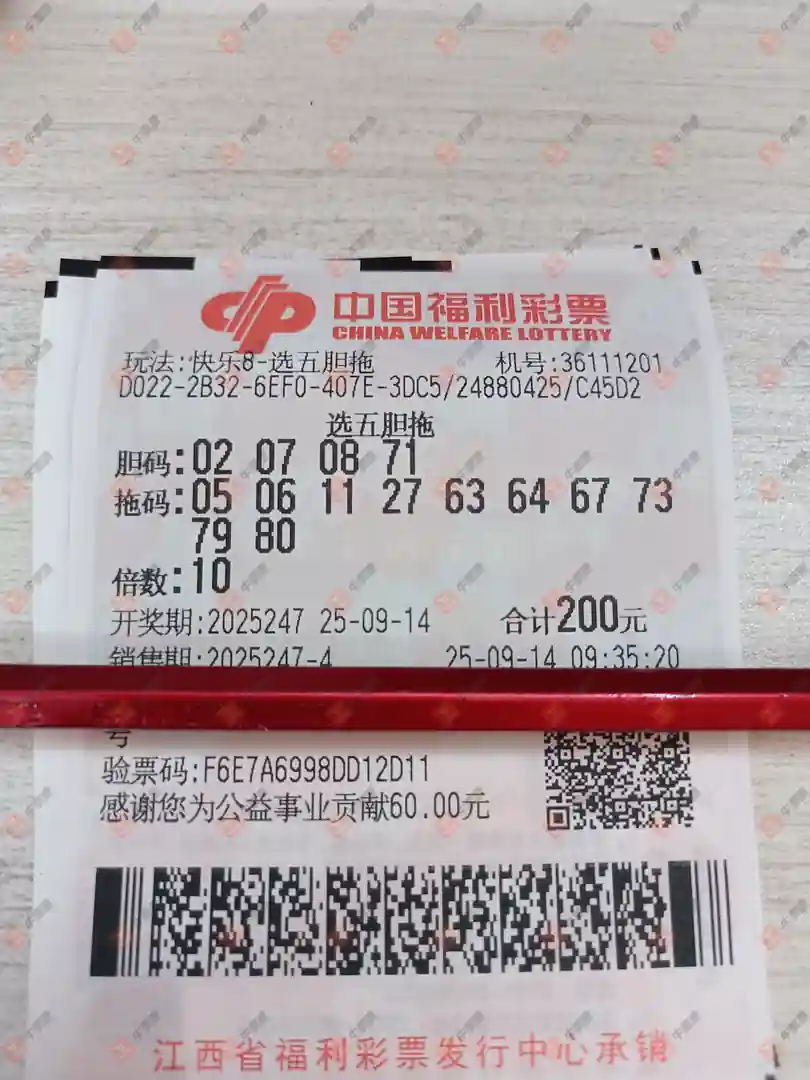 中国福利彩票
CHINA WELFARE LOTTERY
玩法:快乐8-选五胆拖 机号:36111201
D022-2B32-6EF0-407E-3DC5/24880425/C45D2
选五胆拖
胆码:02 07 08 71
拖码:05 06 11 27 63 64 67 73
79 80
倍数:10
开奖期:2025247 25-09-14 合计200元
销售期:2025247-4 25-09-14 09:35:20
号
验票码:F6E7A6998DD12D11
感谢您为公益事业贡献60.00元
江西省福利彩票发行中心承销